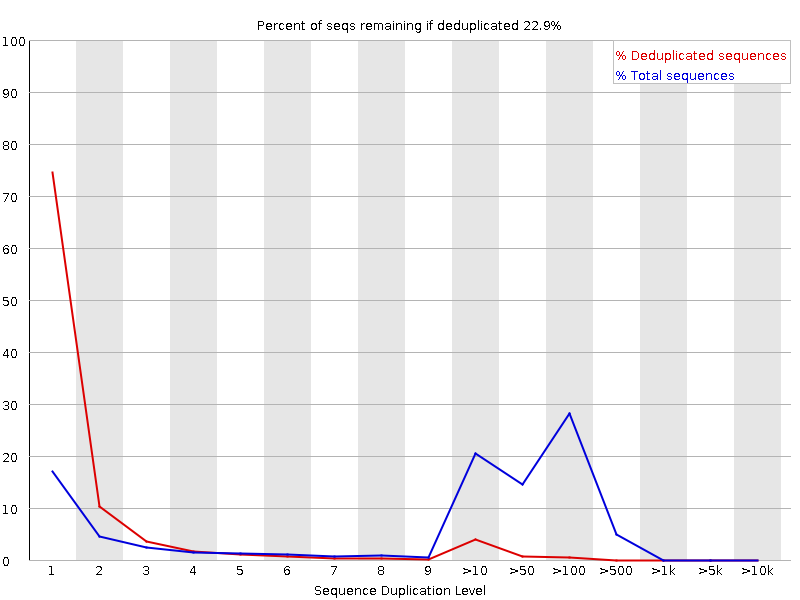 Percent of seqs remaining if deduplicated 22.9%
% Deduplicated sequences
% Total sequences
100
90
80
70
60
50
40
30
20
10
0
1 2 3 4 5 6 7 8 9 >10 >50 >100 >500 >1k >5k >10k
Sequence Duplication Level